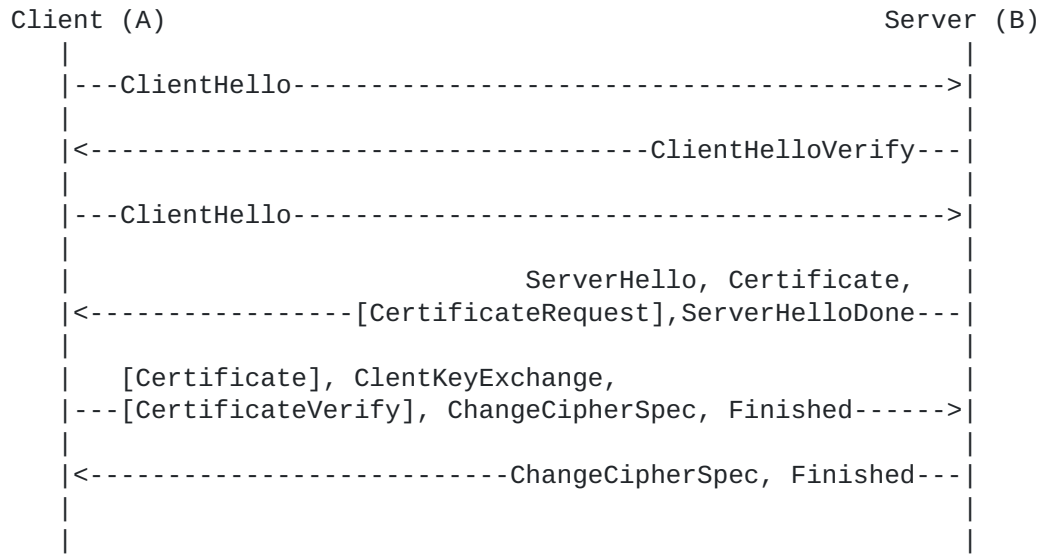 Client (A) Server (B)
| |
|---ClientHello------------------------------------------>|
| |
|<------------------------------------ClientHelloVerify---|
| |
|---ClientHello------------------------------------------>|
| |
| ServerHello, Certificate, |
|<-----------------[CertificateRequest],ServerHelloDone---|
| |
| [Certificate], ClentKeyExchange, |
|---[CertificateVerify], ChangeCipherSpec, Finished------>|
| |
|<---------------------------ChangeCipherSpec, Finished---|
| |
| |